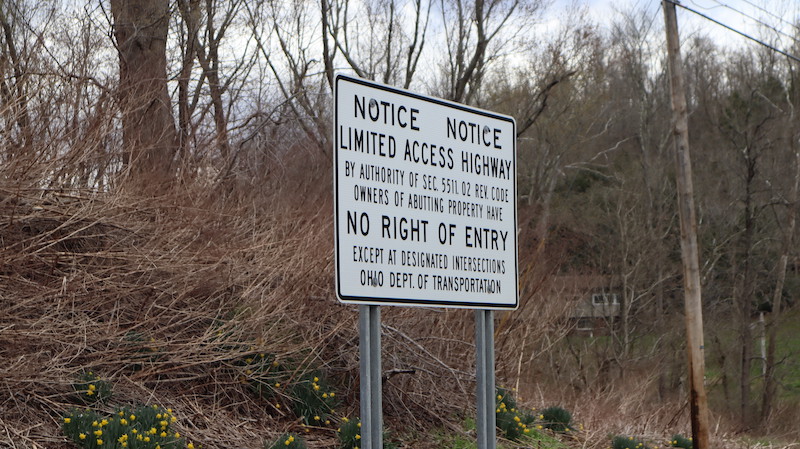 NOTICE NOTICE
LIMITED ACCESS HIGHWAY
BY AUTHORITY OF SEC. 5511.02 REV. CODE
OWNERS OF ABUTTING PROPERTY HAVE
NO RIGHT OF ENTRY
EXCEPT AT DESIGNATED INTERSECTIONS
OHIO DEPT. OF TRANSPORTATION